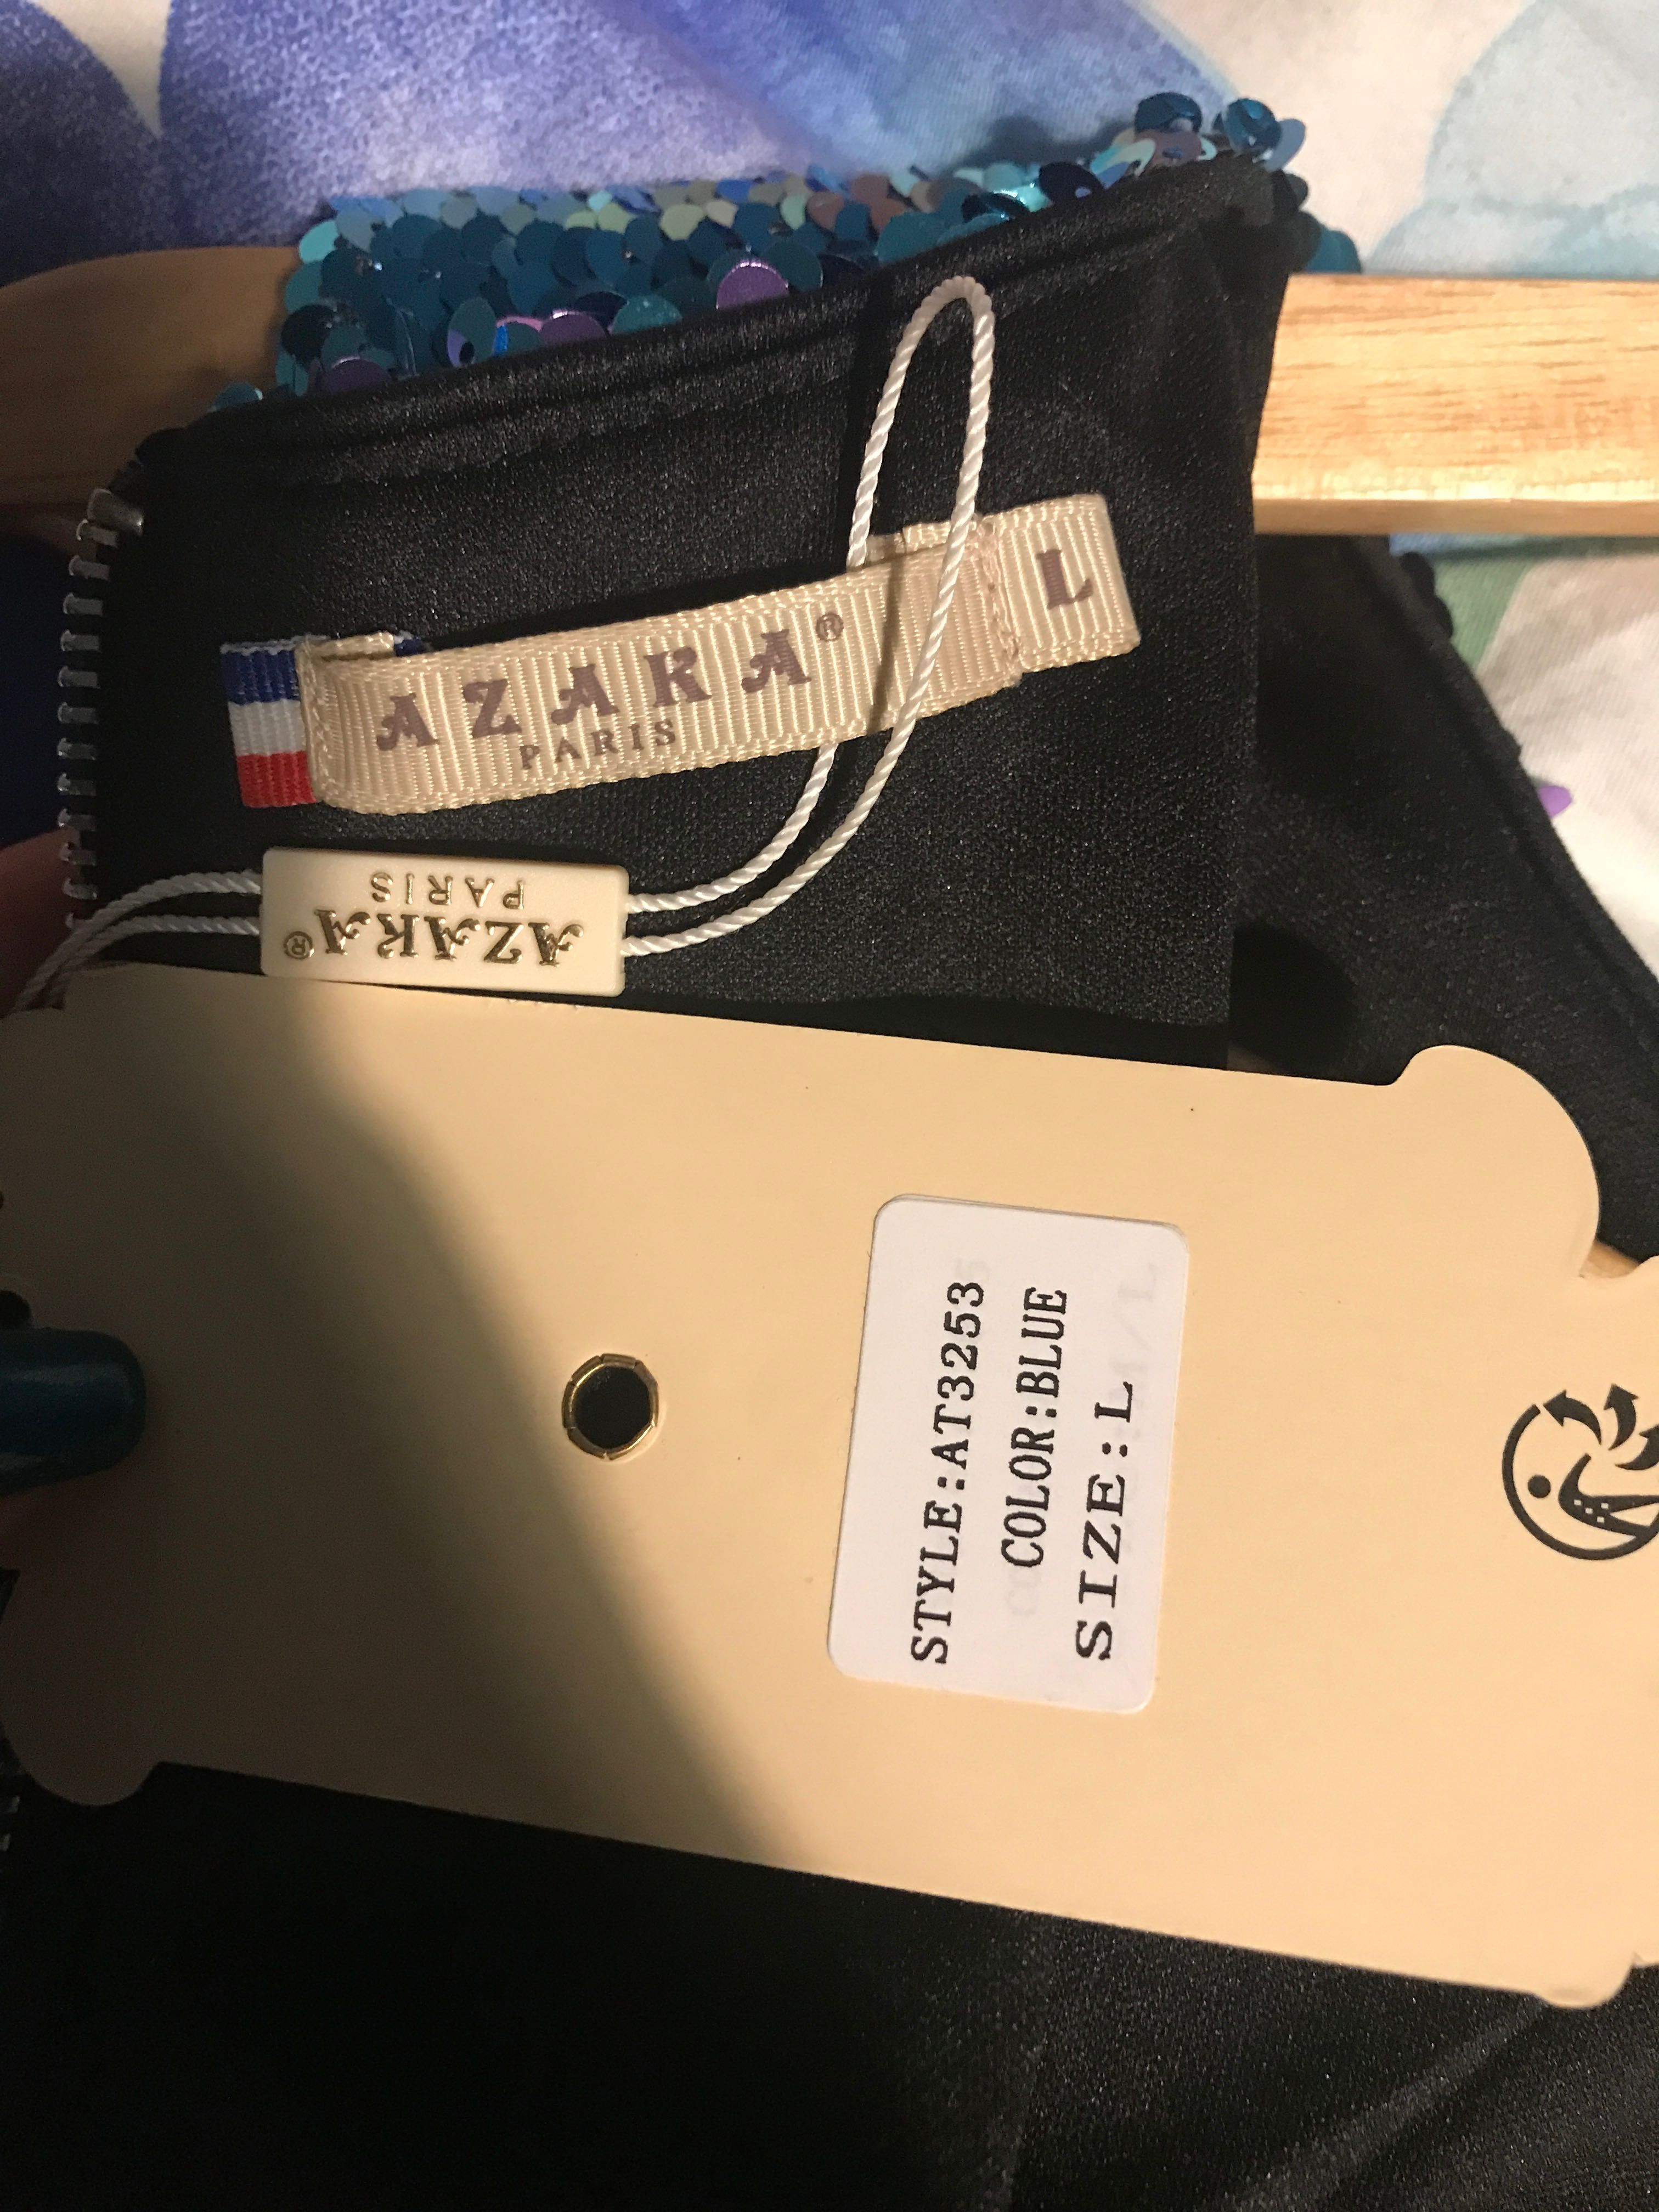 AZARA®
PARIS
L
AZARA®
PARIS
STYLE:AT3253
COLOR:BLUE
SIZE:L